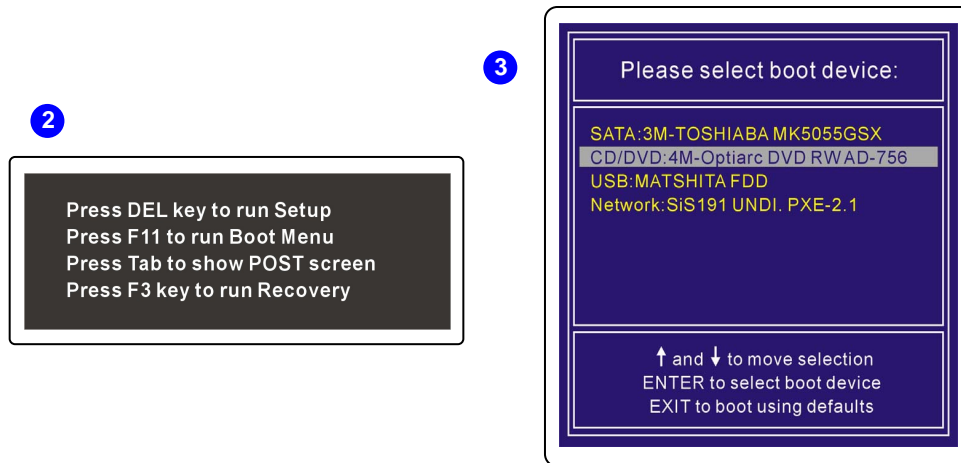 2
Press DEL key to run Setup
Press F11 to run Boot Menu
Press Tab to show POST screen
Press F3 key to run Recovery
3
Please select boot device:
SATA:3M-TOSHIABA MK5055GSX
CD/DVD:4M-Optiarc DVD RW AD-756
USB:MATSHITA FDD
Network:SiS191 UNDI. PXE-2.1
↑ and ↓ to move selection
ENTER to select boot device
EXIT to boot using defaults